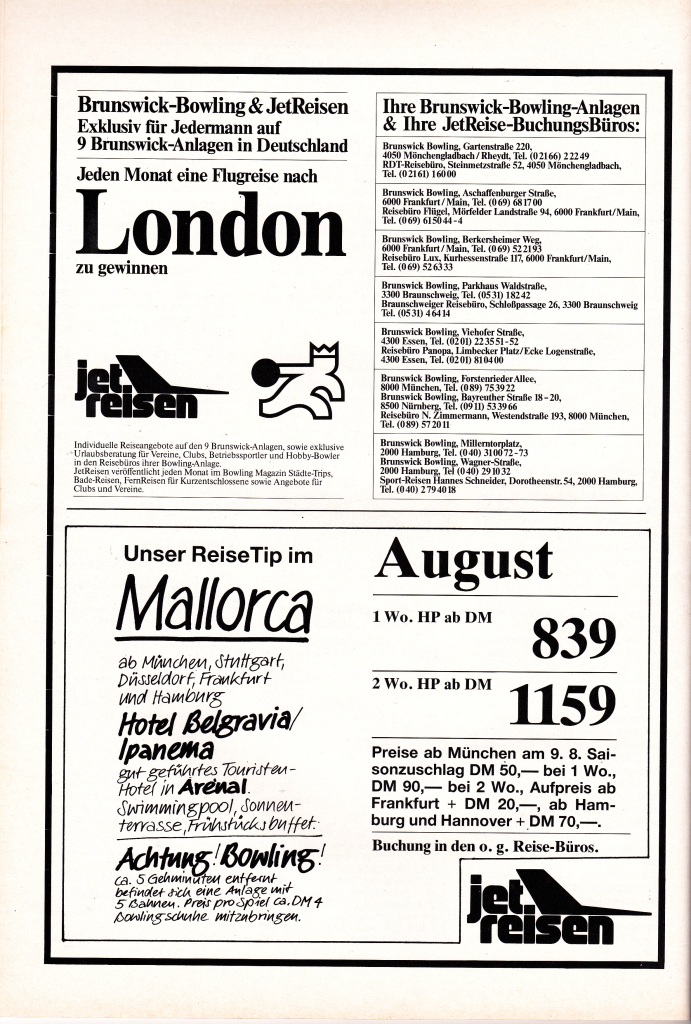 Brunswick-Bowling & JetReisen
Exklusiv für Jedermann auf
9 Brunswick-Anlagen in Deutschland
Jeden Monat eine Flugreise nach
London
zu gewinnen
jet
reisen
Individuelle Reiseangebote auf den 9 Brunswick-Anlagen, sowie exklusive
Urlaubsberatung für Vereine, Clubs, Betriebssportler und Hobby-Bowler
in den Reisebüros ihrer Bowling-Anlage.
JetReisen veröffentlicht jeden Monat im Bowling Magazin Städte-Trips,
Bade-Reisen, FernReisen für Kurzentschlossene sowie Angebote für
Clubs und Vereine.
Ihre Brunswick-Bowling-Anlagen
& Ihre JetReise-BuchungsBüros:
Brunswick Bowling, Gartenstraße 220,
4050 Mönchengladbach/Rheydt, Tel. (02166) 22249
RDT-Reisebüro, Steinmetzstraße 52, 4050 Mönchengladbach,
Tel. (02161) 16000
Brunswick Bowling, Aschaffenburger Straße,
6000 Frankfurt/Main, Tel. (069) 681700
Reisebüro Flügel, Mörfelder Landstraße 94, 6000 Frankfurt/Main,
Tel. (069) 615044-4
Brunswick Bowling, Berkersheimer Weg,
6000 Frankfurt/Main, Tel. (069) 522193
Reisebüro Lux, Kurhessenstraße 117, 6000 Frankfurt/Main,
Tel. (069) 526333
Brunswick Bowling, Parkhaus Waldstraße,
3300 Braunschweig, Tel. (0531) 18242
Braunschweiger Reisebüro, Schloßpassage 26, 3300 Braunschweig
Tel. (0531) 46414
Brunswick Bowling, Viehofer Straße,
4300 Essen, Tel. (0201) 223551-52
Reisebüro Panopa, Limbecker Platz/Ecke Logenstraße,
4300 Essen, Tel. (0201) 810400
Brunswick Bowling, Forstenrieder Allee,
8000 München, Tel. (089) 753922
Brunswick Bowling, Bayreuther Straße 18-20,
8500 Nürnberg, Tel. (0911) 533966
Reisebüro N. Zimmermann, Westendstraße 193, 8000 München,
Tel. (089) 572011
Brunswick Bowling, Millerntorplatz,
2000 Hamburg, Tel. (040) 310072-73
Brunswick Bowling, Wagner-Straße,
2000 Hamburg, Tel (040) 291032
Sport-Reisen Hannes Schneider, Dorotheenstr. 54, 2000 Hamburg,
Tel. (040) 2794018
Unser ReiseTip im
Mallorca
ab München, Stuttgart,
Düsseldorf, Frankfurt
und Hamburg
Hotel Belgravia/
Ipanema
gut geführtes Touristen-
Hotel in Arenal.
Swimmingpool, Sonnen-
terrasse, Frühstücksbuffet.
Achtung! Bowling!
ca. 5 Gehminuten entfernt
befindet sich eine Anlage mit
5 Bahnen. Preis pro Spiel ca. DM 4
Bowlingschuhe mitzubringen.
August
1 Wo. HP ab DM
839
2 Wo. HP ab DM
1159
Preise ab München am 9. 8. Sai-
sonzuschlag DM 50,— bei 1 Wo.,
DM 90,— bei 2 Wo., Aufpreis ab
Frankfurt + DM 20,—, ab Ham-
burg und Hannover + DM 70,—.
Buchung in den o. g. Reise-Büros.
jet
reisen